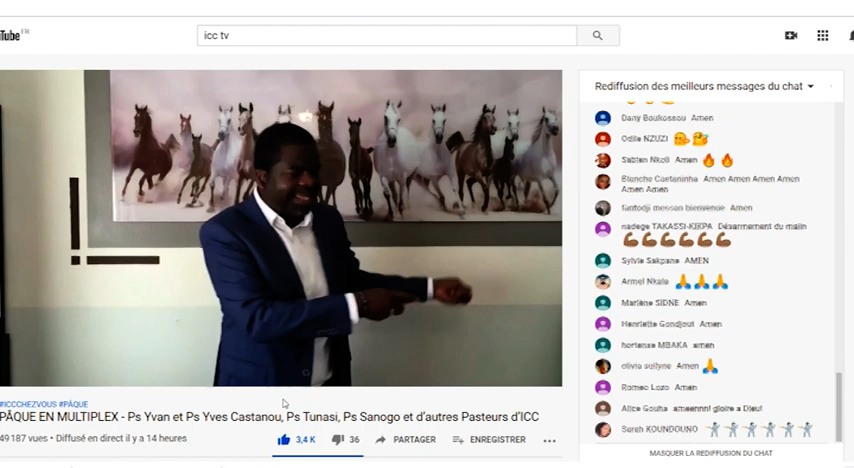 Tube FR
icc tv
Rediffusion des meilleurs messages du chat
Dany Boukossou Amen
Odile NZUZI
Sabien Nkoli Amen
Blanche Caetaninha Amen Amen Amen Amen
Amen Amen
fantodji messan bienvenue Amen
nadege TAKASSI-KIKPA Désarmement du malin
Sylvie Sakpane AMEN
Armel Nkale
Marlène SIDNE Amen
Henriette Gondjout Amen
hortense MBAKA amen
olivia sullyne Amen
Romeo Lozo Amen
Alice Gouha ameennn! gloire a Dieu!
Sarah KOUNDOUNO
MASQUER LA REDIFFUSION DU CHAT
#ICCCHEZVOUS #PÂQUE
PÂQUE EN MULTIPLEX - Ps Yvan et Ps Yves Castanou, Ps Tunasi, Ps Sanogo et d'autres Pasteurs d'ICC
49 187 vues • Diffusé en direct il y a 14 heures
3,4 K
36
PARTAGER
ENREGISTRER